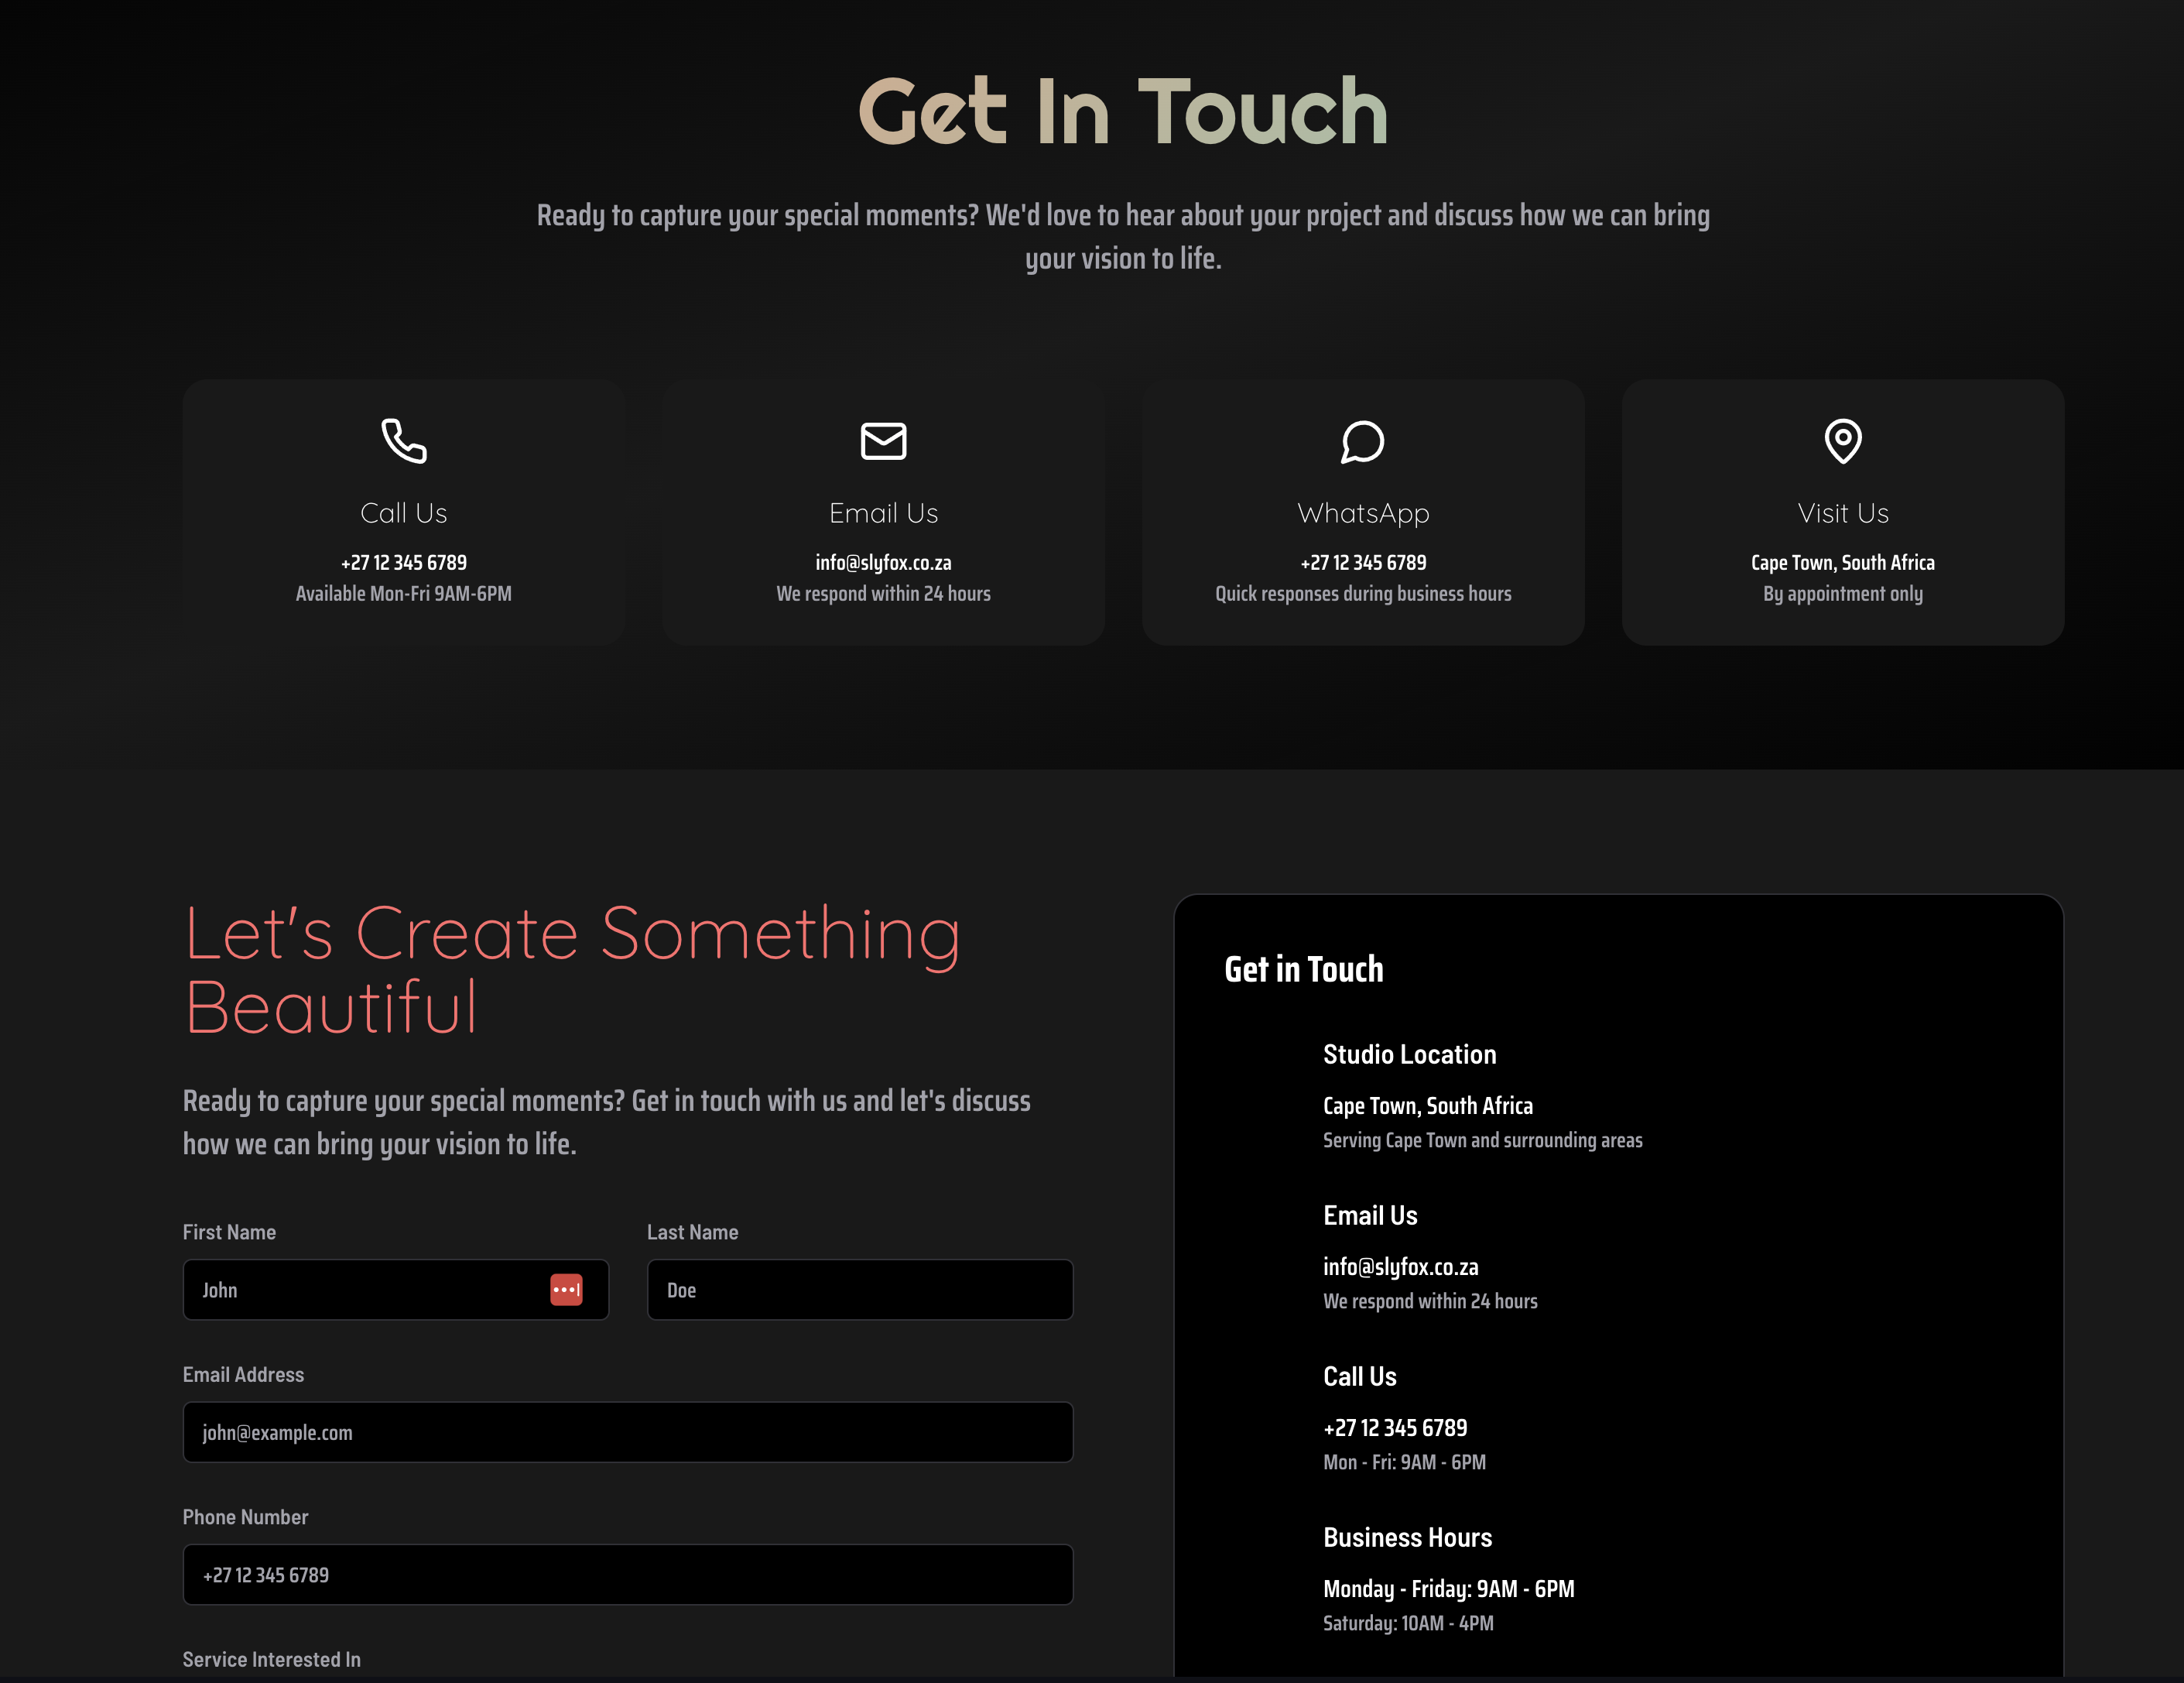 Get In Touch
Ready to capture your special moments? We'd love to hear about your project and discuss how we can bring
your vision to life.
Call Us
+27 12 345 6789
Available Mon-Fri 9AM-6PM
Email Us
info@slyfox.co.za
We respond within 24 hours
WhatsApp
+27 12 345 6789
Quick responses during business hours
Visit Us
Cape Town, South Africa
By appointment only
Let's Create Something
Beautiful
Ready to capture your special moments? Get in touch with us and let's discuss
how we can bring your vision to life.
First Name
John
Last Name
Doe
Email Address
john@example.com
Phone Number
+27 12 345 6789
Service Interested In
Get in Touch
Studio Location
Cape Town, South Africa
Serving Cape Town and surrounding areas
Email Us
info@slyfox.co.za
We respond within 24 hours
Call Us
+27 12 345 6789
Mon - Fri: 9AM - 6PM
Business Hours
Monday - Friday: 9AM - 6PM
Saturday: 10AM - 4PM